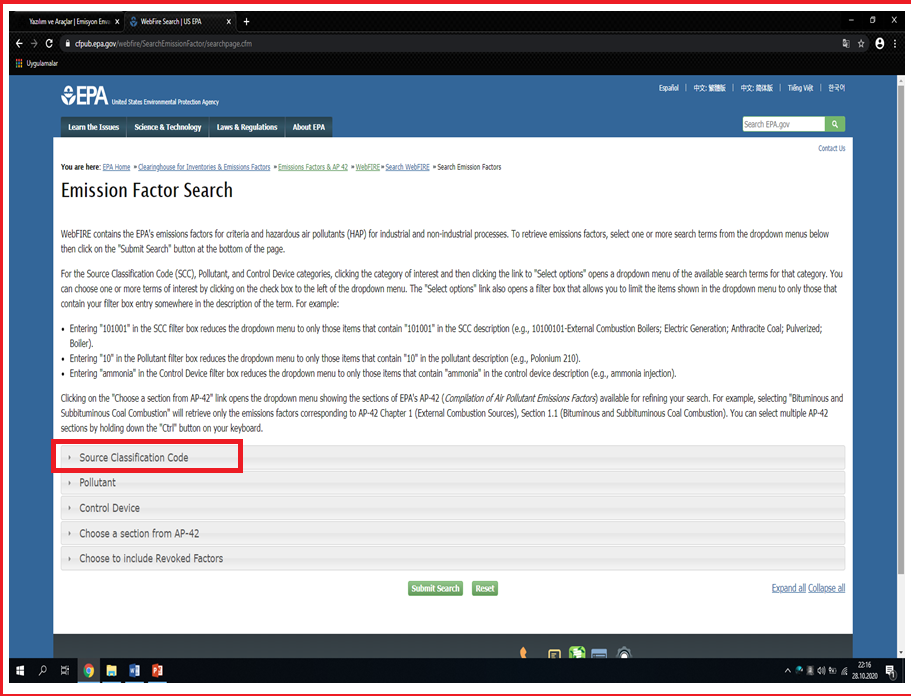 Yazılım ve Araçlar | Emisyon Enva
WebFire Search | US EPA
cfpub.epa.gov/webfire/SearchEmissionFactor/searchpage.cfm
Uygulamalar
EPA United States Environmental Protection Agency
Español | 中文: 繁體版 | 中文: 简体版 | Tiếng Việt | 한국어
Learn the Issues Science & Technology Laws & Regulations About EPA
Search EPA.gov
Contact Us
You are here: EPA Home » Clearinghouse for Inventories & Emissions Factors » Emissions Factors & AP 42 » WebFIRE» Search WebFIRE » Search Emission Factors
Emission Factor Search
WebFIRE contains the EPA's emissions factors for criteria and hazardous air pollutants (HAP) for industrial and non-industrial processes. To retrieve emissions factors, select one or more search terms from the dropdown menus below
then click on the "Submit Search" button at the bottom of the page.
For the Source Classification Code (SCC), Pollutant, and Control Device categories, clicking the category of interest and then clicking the link to "Select options" opens a dropdown menu of the available search terms for that category. You
can choose one or more terms of interest by clicking on the check box to the left of the dropdown menu. The "Select options" link also opens a filter box that allows you to limit the items shown in the dropdown menu to only those that
contain your filter box entry somewhere in the description of the term. For example:
• Entering "101001" in the SCC filter box reduces the dropdown menu to only those items that contain "101001" in the SCC description (e.g., 10100101-External Combustion Boilers; Electric Generation; Anthracite Coal; Pulverized;
Boiler).
• Entering "10" in the Pollutant filter box reduces the dropdown menu to only those items that contain "10" in the pollutant description (e.g., Polonium 210).
• Entering "ammonia" in the Control Device filter box reduces the dropdown menu to only those items that contain "ammonia" in the control device description (e.g., ammonia injection).
Clicking on the "Choose a section from AP-42" link opens the dropdown menu showing the sections of EPA's AP-42 (Compilation of Air Pollutant Emissions Factors) available for refining your search. For example, selecting "Bituminous and
Subbituminous Coal Combustion" will retrieve only the emissions factors corresponding to AP-42 Chapter 1 (External Combustion Sources), Section 1.1 (Bituminous and Subbituminous Coal Combustion). You can select multiple AP-42
sections by holding down the "Ctrl" button on your keyboard.
Source Classification Code
Pollutant
Control Device
Choose a section from AP-42
Choose to include Revoked Factors
Submit Search Reset
Expand all Collapse all
22:16
28.10.2020